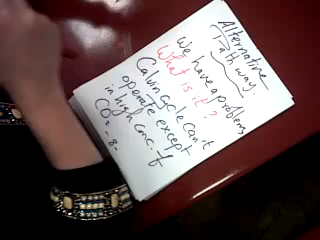 Alternative
Pathway.
We have a problem,
What is it?
Calvin Cycle Can't
operate except
in high conc. of
CO2